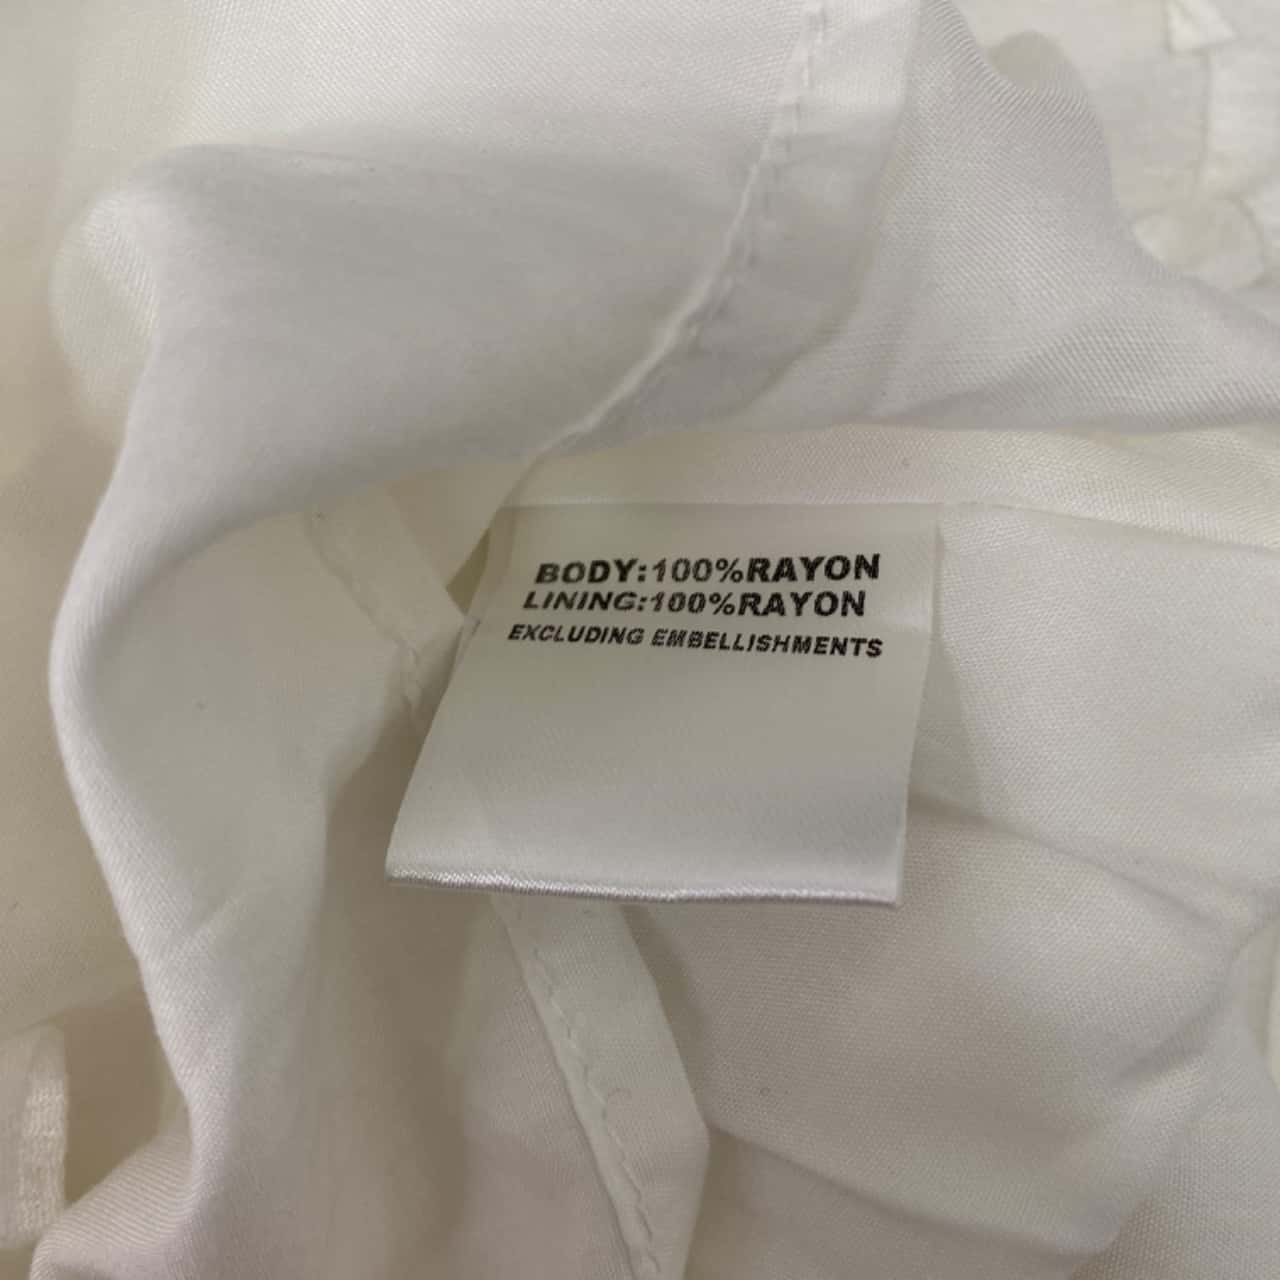 BODY:100%RAYON
LINING:100%RAYON
EXCLUDING EMBELLISHMENTS